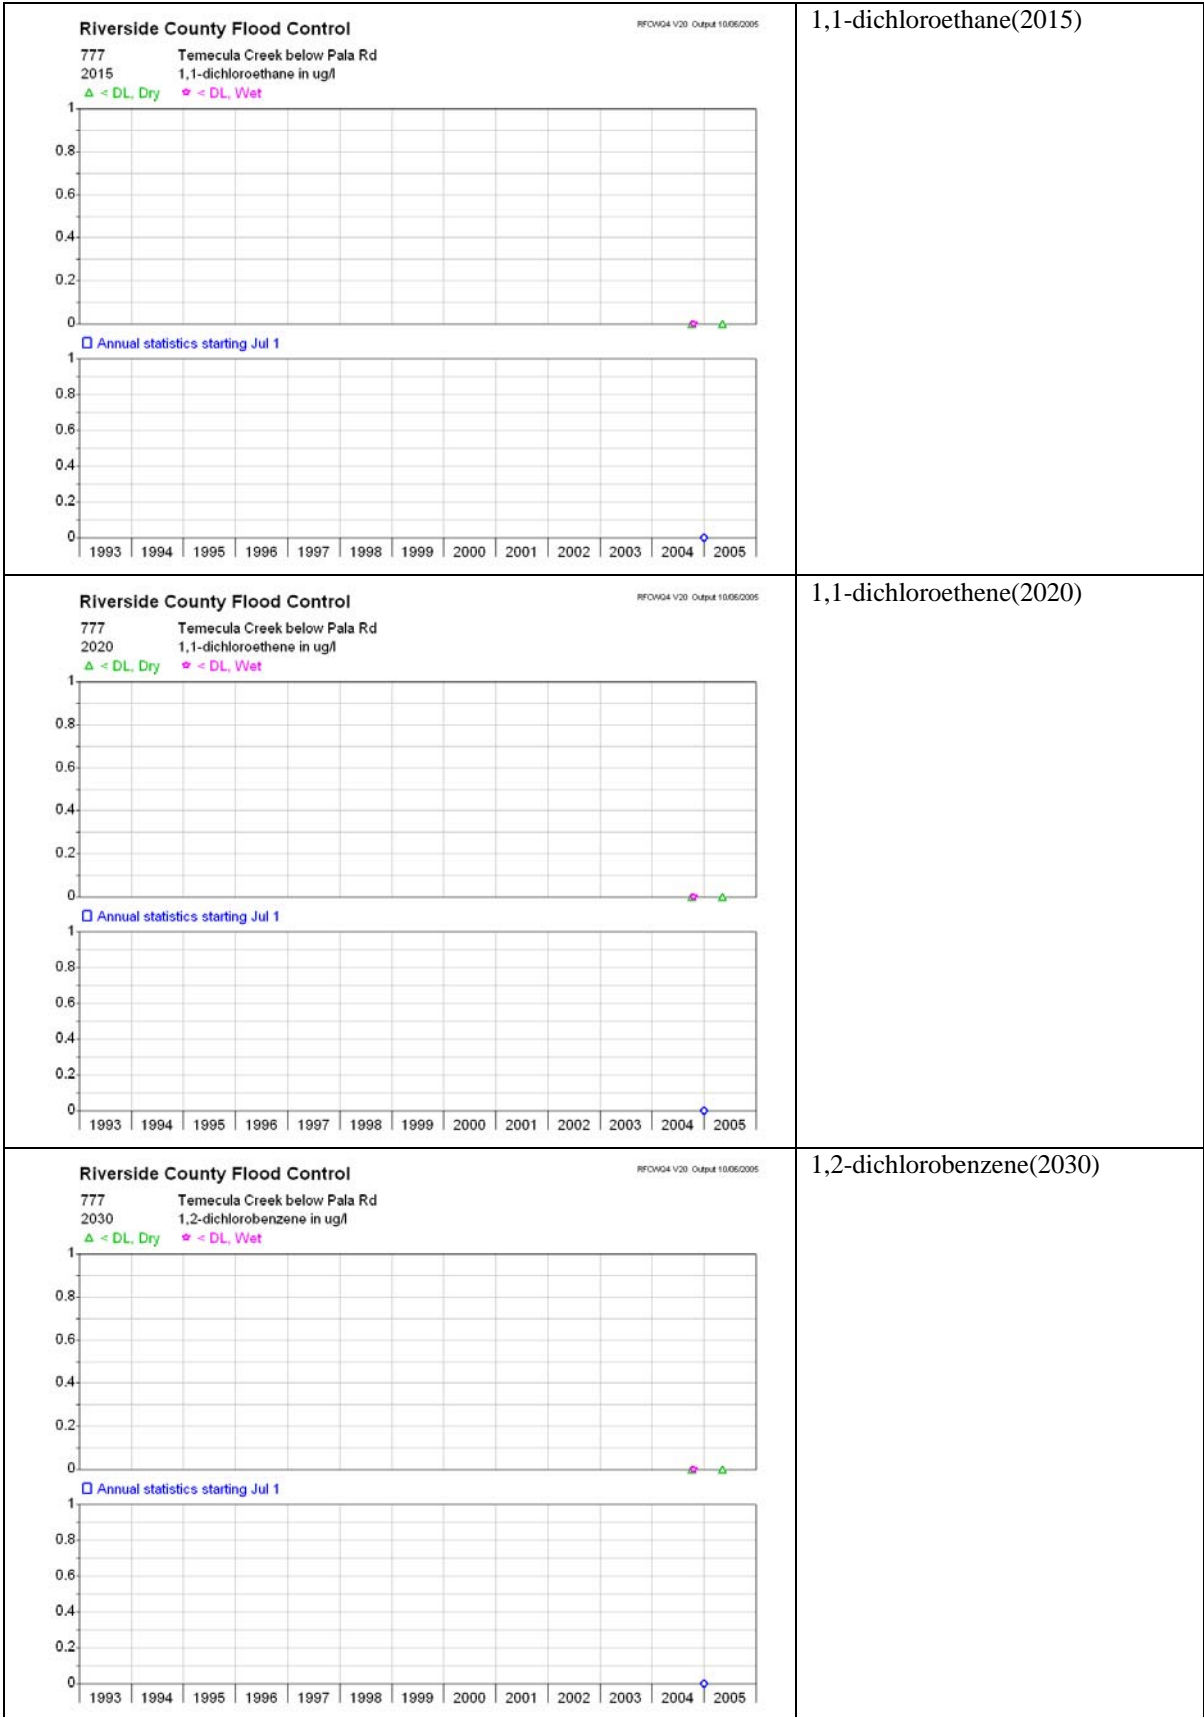 Riverside County Flood Control RFCWQ4 V20 Output 10/06/2005
777 Temecula Creek below Pala Rd
2015 1,1-dichloroethane in ug/l
< DL, Dry < DL, Wet
1
0.8
0.6
0.4
0.2
0
Annual statistics starting Jul 1
1
0.8
0.6
0.4
0.2
0
1993 1994 1995 1996 1997 1998 1999 2000 2001 2002 2003 2004 2005
1,1-dichloroethane(2015)
Riverside County Flood Control RFCWQ4 V20 Output 10/06/2005
777 Temecula Creek below Pala Rd
2020 1,1-dichloroethene in ug/l
< DL, Dry < DL, Wet
1
0.8
0.6
0.4
0.2
0
Annual statistics starting Jul 1
1
0.8
0.6
0.4
0.2
0
1993 1994 1995 1996 1997 1998 1999 2000 2001 2002 2003 2004 2005
1,1-dichloroethene(2020)
Riverside County Flood Control RFCWQ4 V20 Output 10/06/2005
777 Temecula Creek below Pala Rd
2030 1,2-dichlorobenzene in ug/l
< DL, Dry < DL, Wet
1
0.8
0.6
0.4
0.2
0
Annual statistics starting Jul 1
1
0.8
0.6
0.4
0.2
0
1993 1994 1995 1996 1997 1998 1999 2000 2001 2002 2003 2004 2005
1,2-dichlorobenzene(2030)